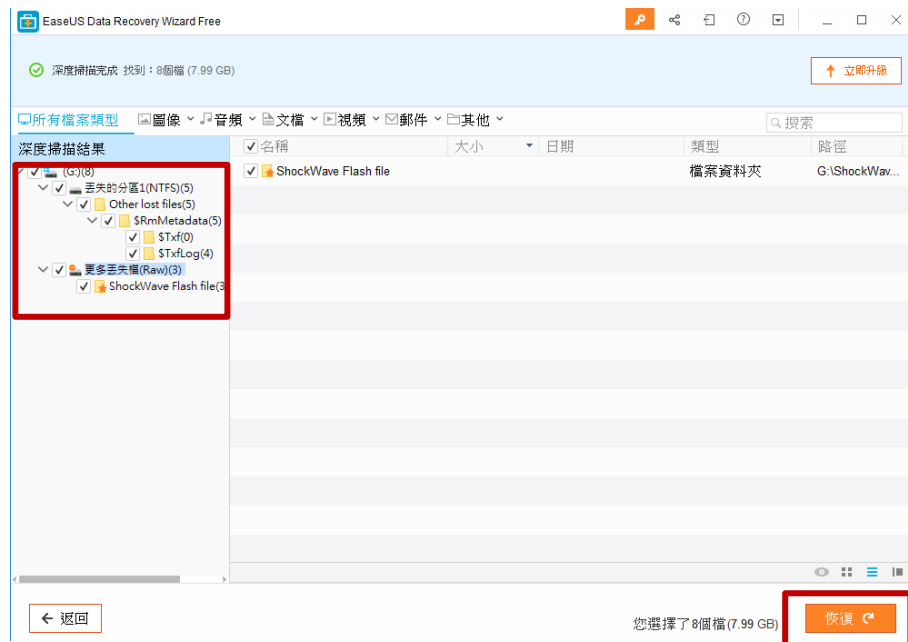 EaseUS Data Recovery Wizard Free
深度掃描完成 找到：8個檔 (7.99 GB)
立即升級
所有檔案類型 圖像 音頻 文檔 視頻 郵件 其他
搜索
深度掃描結果
名稱 大小 日期 類型 路徑
(G:)(8)
丟失的分區1(NTFS)(5)
Other lost files(5)
$RmMetadata(5)
$Txf(0)
$TxfLog(4)
更多丟失檔(Raw)(3)
ShockWave Flash file(3
ShockWave Flash file 檔案資料夾 G:\ShockWav...
返回
您選擇了8個檔(7.99 GB)
恢復